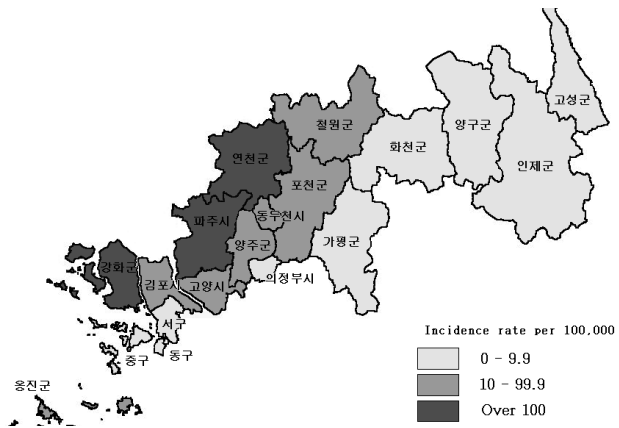 고성군
철원군
양구군
화천군
연천군
인제군
포천군
파주시
동두천시
양주군
가평군
강화군
의정부시
김포시
고양시
서구
중구
동구
옹진군
Incidence rate per 100,000
0 - 9.9
10 - 99.9
Over 100